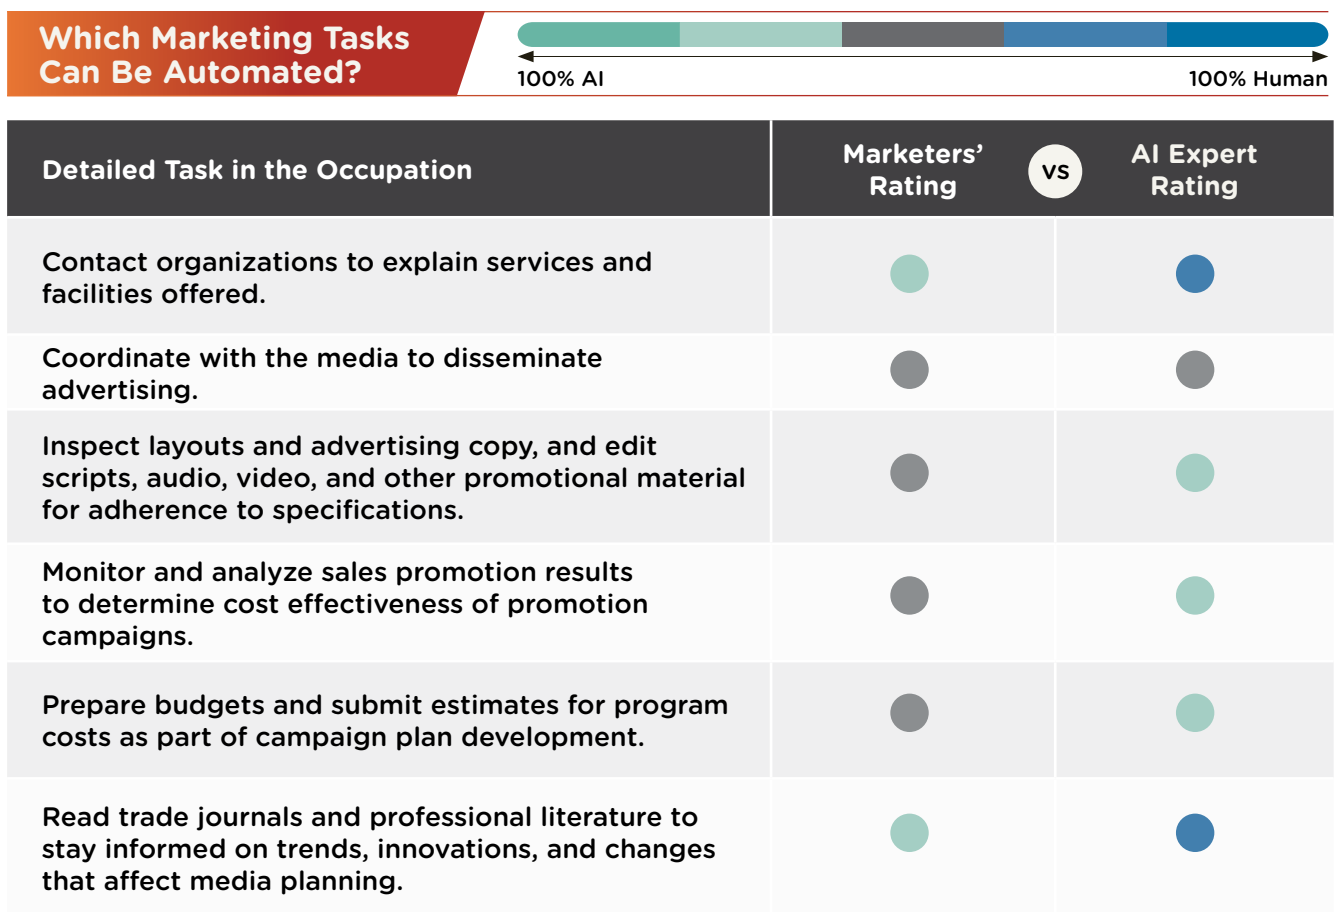 Which Marketing Tasks
Can Be Automated?
100% AI
100% Human
Detailed Task in the Occupation
Marketers’
Rating
VS
AI Expert
Rating
Contact organizations to explain services and
facilities offered.
Coordinate with the media to disseminate
advertising.
Inspect layouts and advertising copy, and edit
scripts, audio, video, and other promotional material
for adherence to specifications.
Monitor and analyze sales promotion results
to determine cost effectiveness of promotion
campaigns.
Prepare budgets and submit estimates for program
costs as part of campaign plan development.
Read trade journals and professional literature to
stay informed on trends, innovations, and changes
that affect media planning.